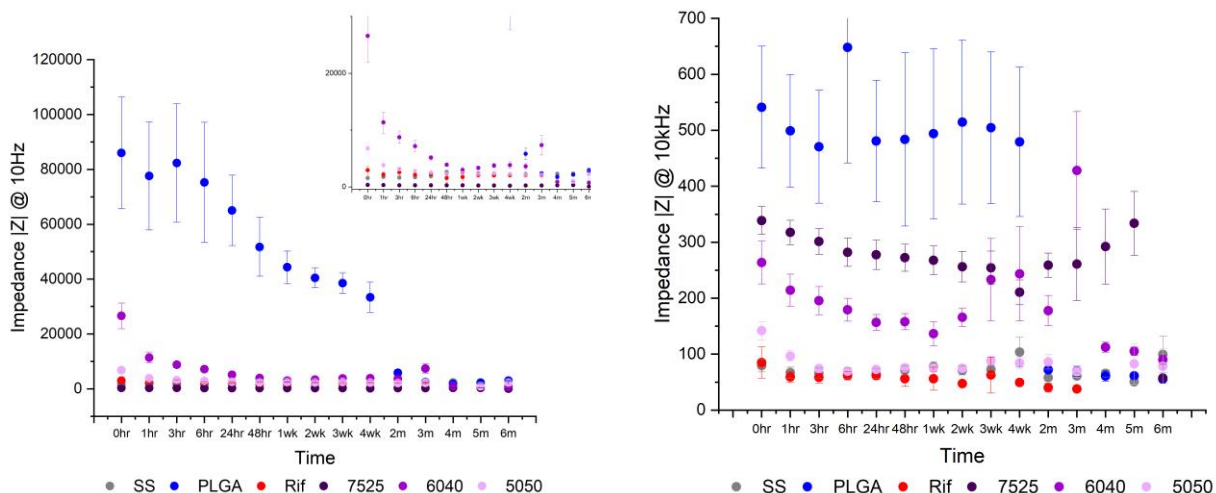 120000
100000
80000
60000
40000
20000
0
Impedance |Z| @ 10Hz
0hr 1hr 3hr 6hr 24hr 48hr 1wk 2wk 3wk 4wk 2m 3m 4m 5m 6m
Time
SS PLGA Rif 7525 6040 5050
20000
0
0hr 1hr 3hr 6hr 24hr 48hr 1wk 2wk 3wk 4wk 2m 3m 4m 5m 6m
700
600
500
400
300
200
100
0
Impedance |Z| @ 10kHz
0hr 1hr 3hr 6hr 24hr 48hr 1wk 2wk 3wk 4wk 2m 3m 4m 5m 6m
Time
SS PLGA Rif 7525 6040 5050